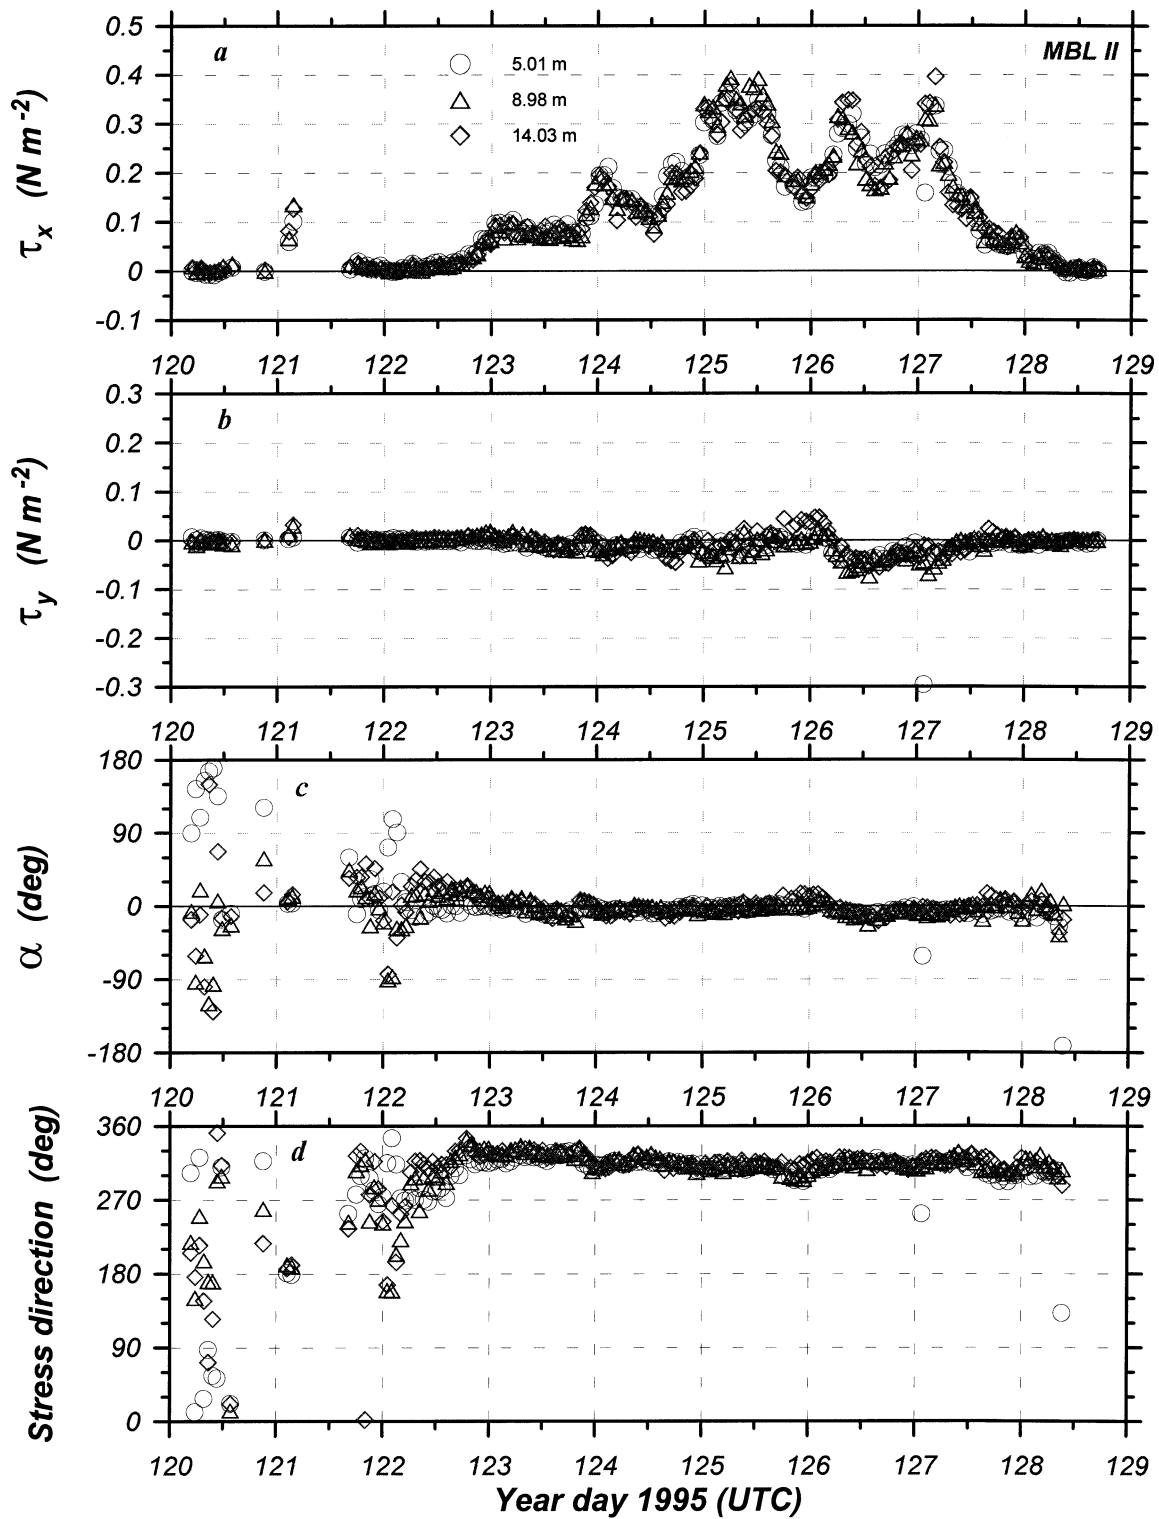 a
MBL II
5.01 m
8.98 m
14.03 m
τx (N m-2)
0.5
0.4
0.3
0.2
0.1
0
-0.1
120 121 122 123 124 125 126 127 128 129
b
τy (N m-2)
0.3
0.2
0.1
0
-0.1
-0.2
-0.3
120 121 122 123 124 125 126 127 128 129
c
α (deg)
180
90
0
-90
-180
120 121 122 123 124 125 126 127 128 129
d
Stress direction (deg)
360
270
180
90
0
120 121 122 123 124 125 126 127 128 129
Year day 1995 (UTC)